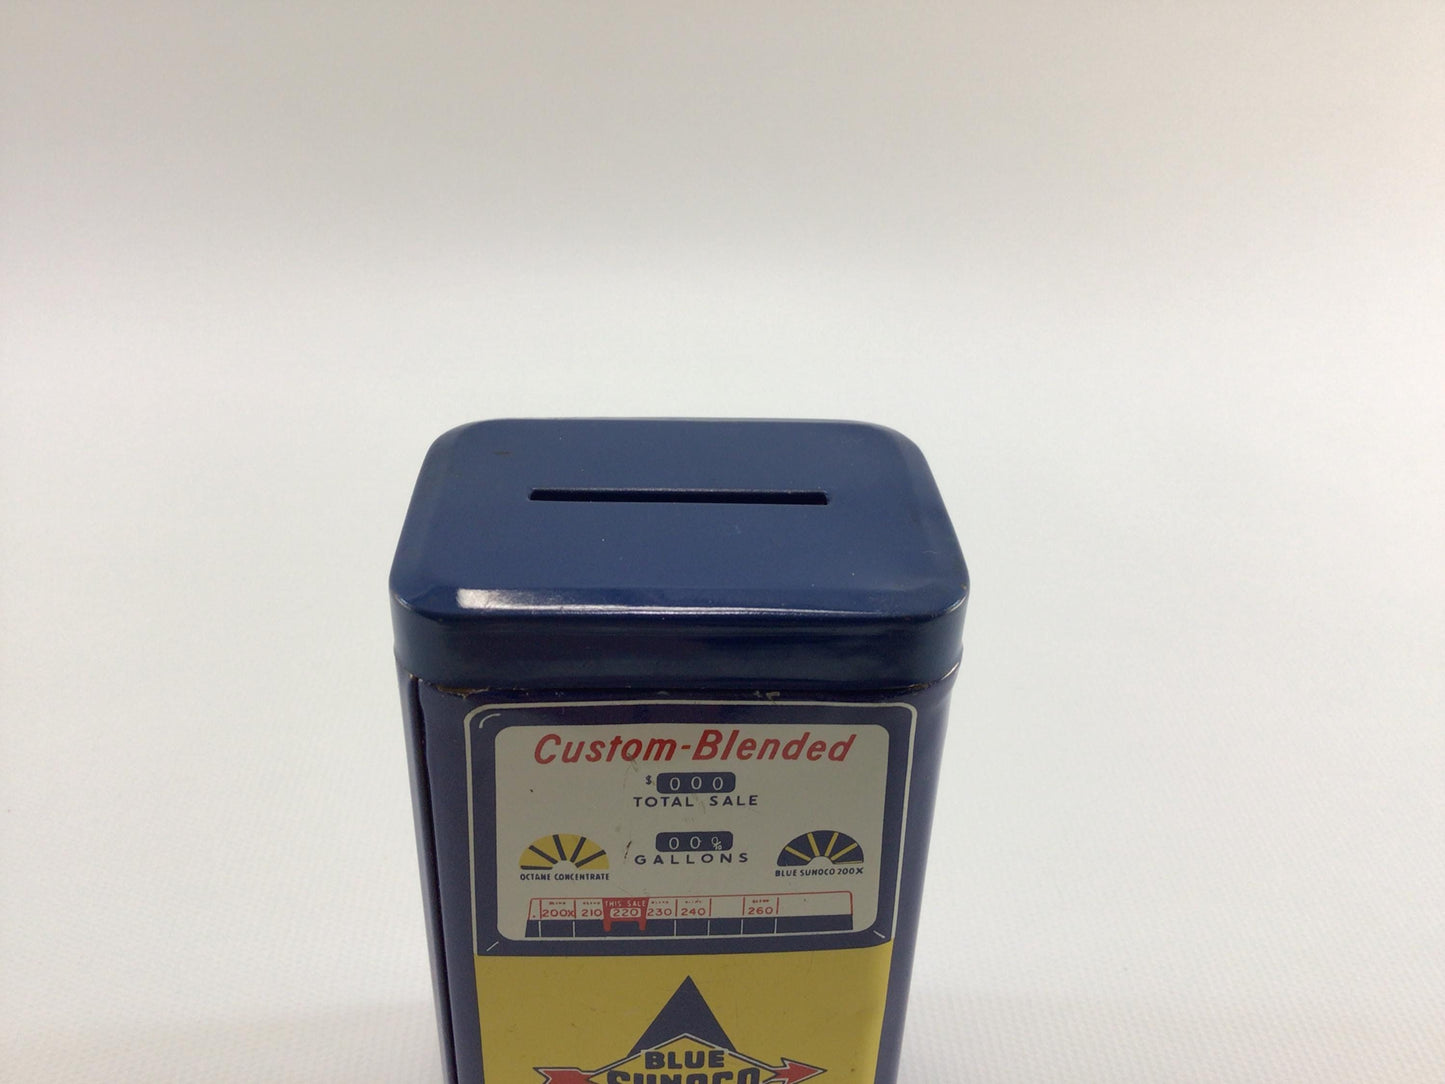 Custom-Blended
$ 000
TOTAL SALE
00
GALLONS
OCTANE CONCENTRATE
BLUE SUNOCO 200X
THIS SALE
200X 210 220 230 240 260
BLUE
SUNOCO